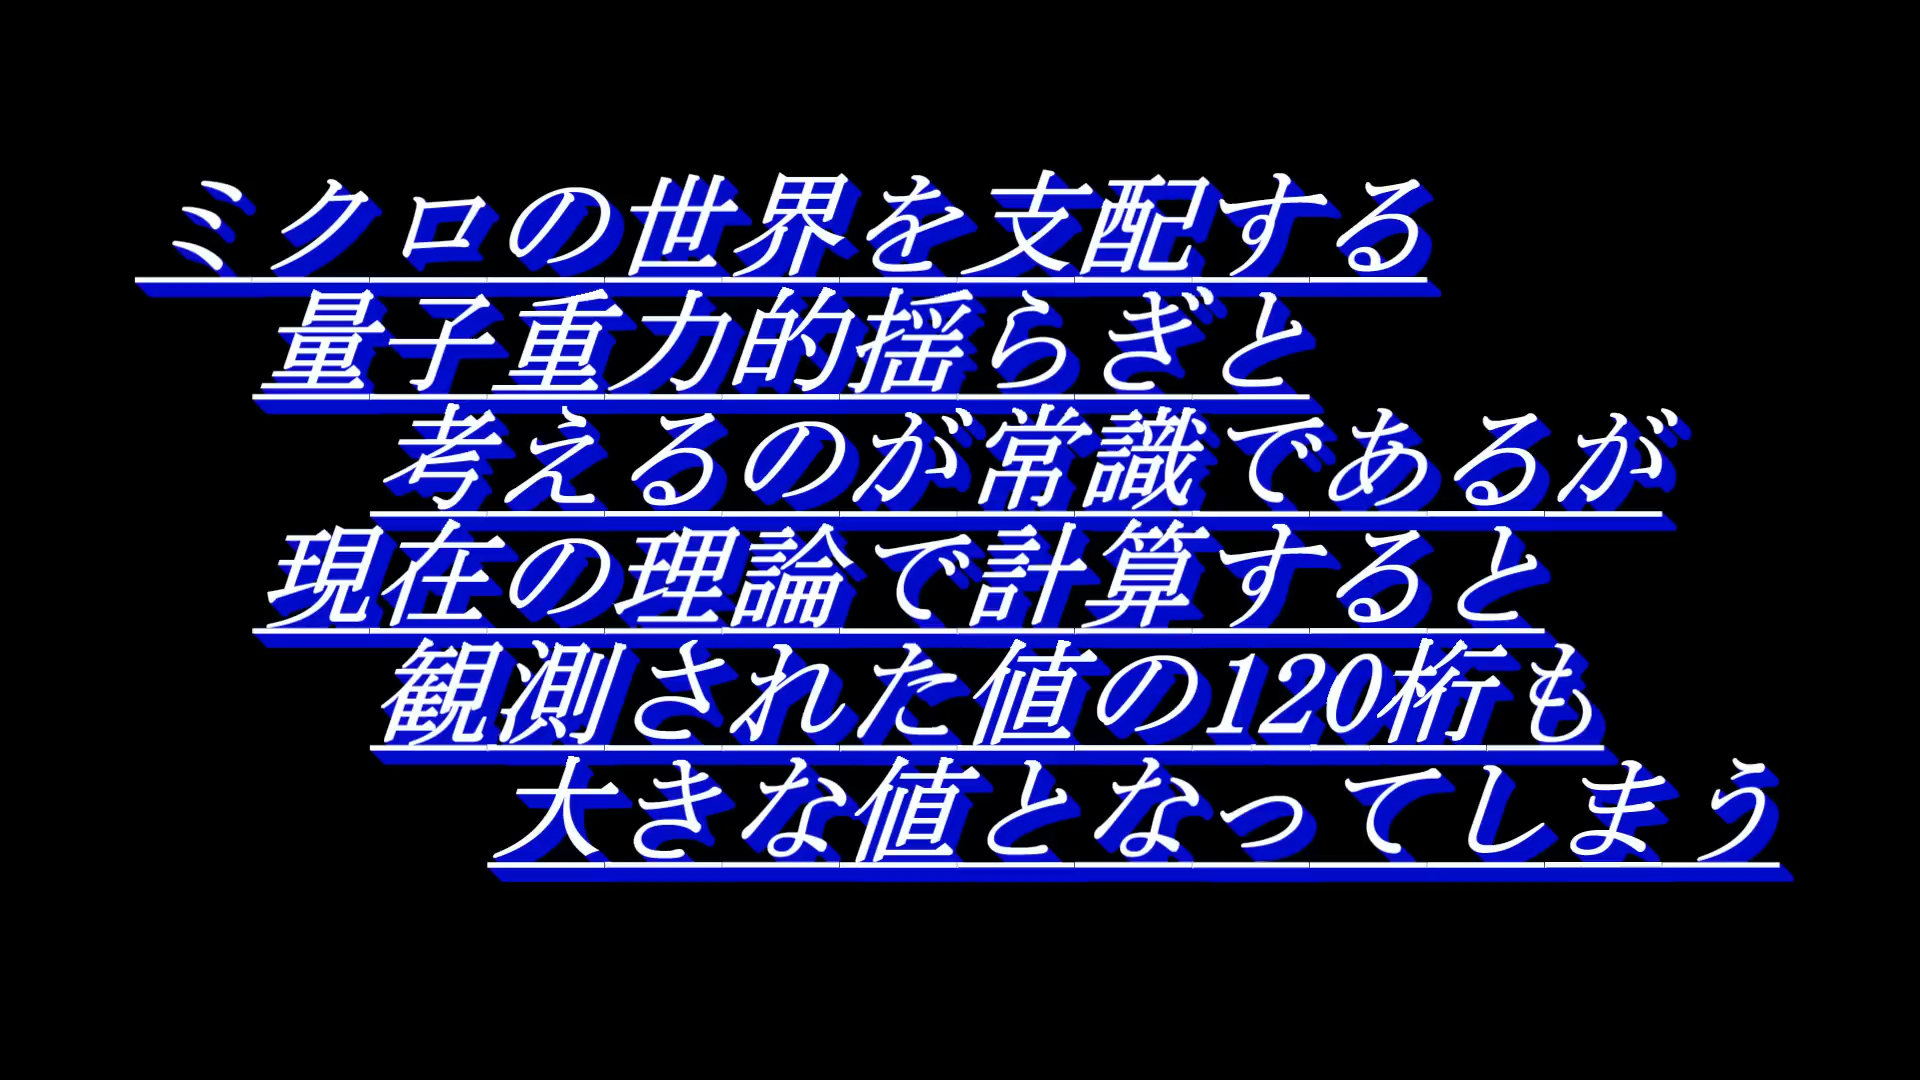 ミクロの世界を支配する
量子重力的揺らぎと
考えるのが常識であるが
現在の理論で計算すると
観測された値の120桁も
大きな値となってしまう